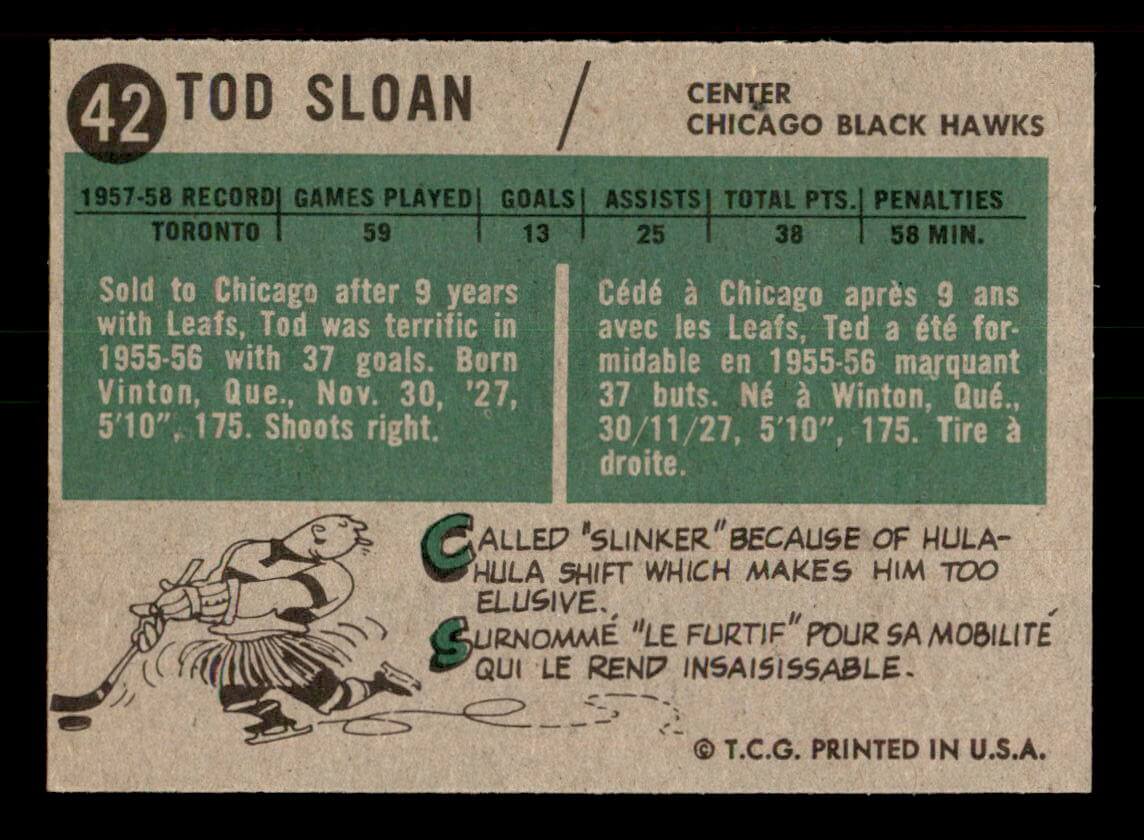 42 TOD SLOAN / CENTER
CHICAGO BLACK HAWKS
1957-58 RECORD GAMES PLAYED GOALS ASSISTS TOTAL PTS. PENALTIES
TORONTO 59 13 25 38 58 MIN.
Sold to Chicago after 9 years
with Leafs, Tod was terrific in
1955-56 with 37 goals. Born
Vinton, Que., Nov. 30, '27,
5'10", 175. Shoots right.
Cédé à Chicago après 9 ans
avec les Leafs, Ted a été for-
midable en 1955-56 marquant
37 buts. Né à Winton, Qué.,
30/11/27, 5'10", 175. Tire à
droite.
CALLED "SLINKER" BECAUSE OF HULA-
HULA SHIFT WHICH MAKES HIM TOO
ELUSIVE.
SURNOMMÉ "LE FURTIF" POUR SA MOBILITÉ
QUI LE REND INSAISISSABLE.
© T.C.G. PRINTED IN U.S.A.